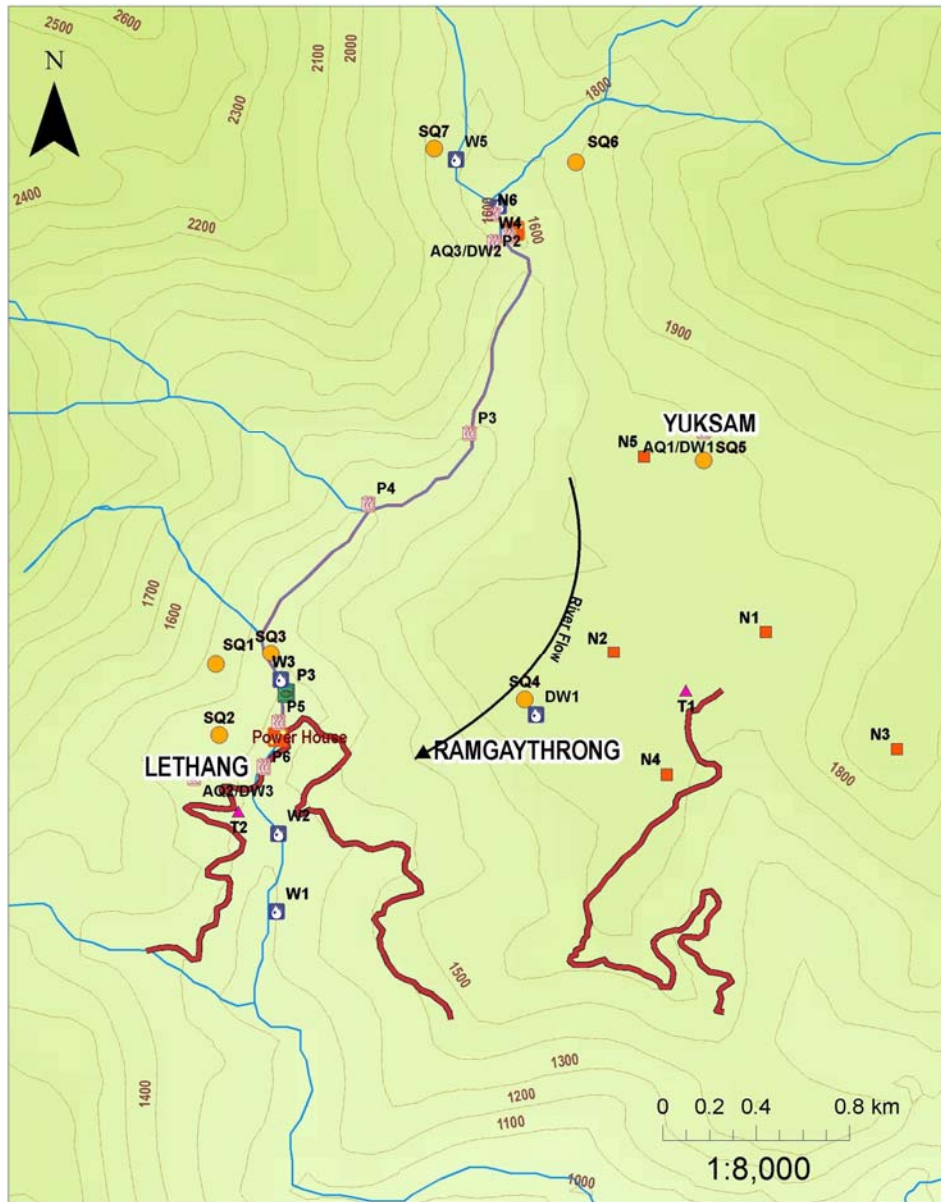 2500
2600
2100
2000
N
1800
2300
SQ7
W5
SQ6
2400
N6
1600
W4
1600
2200
P2
AQ3/DW2
1900
YUKSAM
P3
N5
AQ1/DW1SQ5
P4
1700
1600
River Flow
N1
N2
SQ1
SQ3
W3
P3
SQ4
DW1
T1
P5
SQ2
Power House
N3
LETHANG
P6
RAMGAYTHRONG
N4
1800
AQ2/DW3
T2
W2
W1
1500
1400
1300
1200
1100
1000
0 0.2 0.4 0.8 km
1:8,000